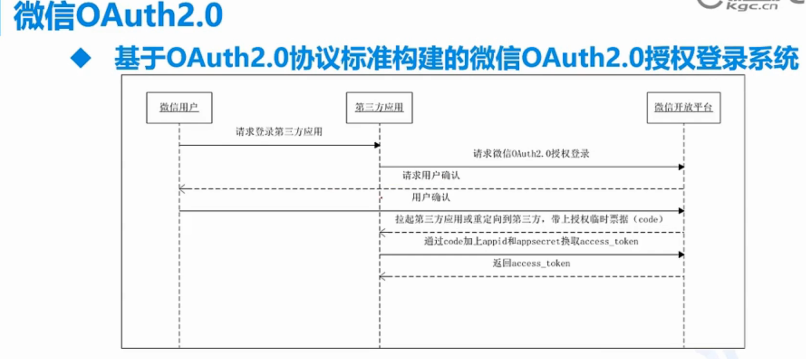 kgc.cn
微信OAuth2.0
基于OAuth2.0协议标准构建的微信OAuth2.0授权登录系统
微信用户
第三方应用
微信开放平台
请求登录第三方应用
请求微信OAuth2.0授权登录
请求用户确认
用户确认
拉起第三方应用或重定向到第三方，带上授权临时票据（code）
通过code加上appid和appsecret换取access_token
返回access_token